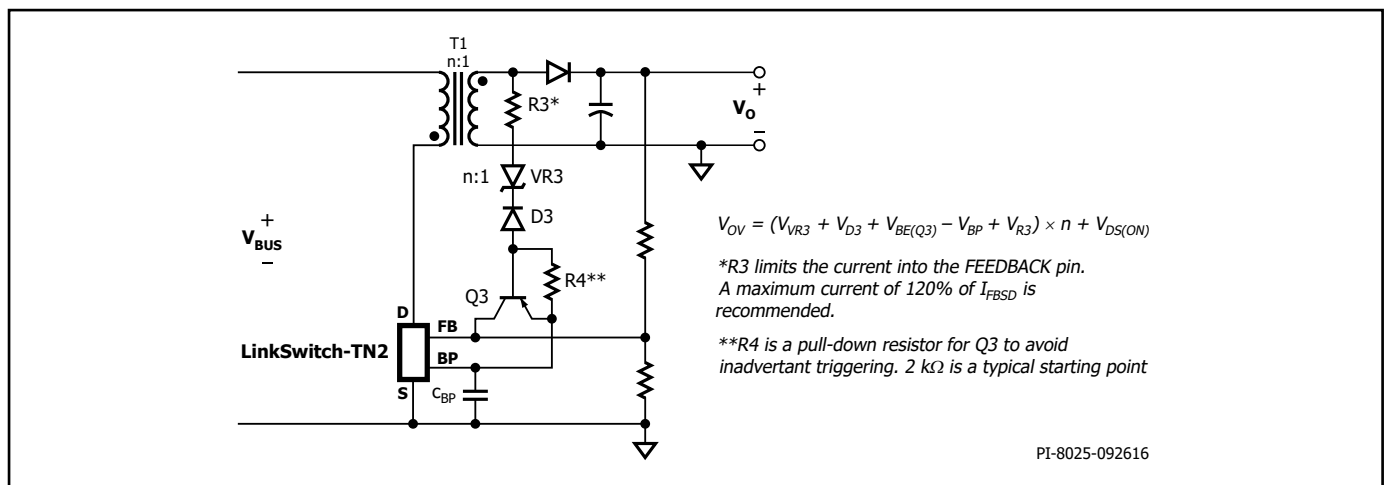 T1
n:1
R3*
+
V_O
−
n:1
VR3
D3
+
V_BUS
−
R4**
Q3
D
FB
LinkSwitch-TN2
BP
S
C_BP
V_OV = (V_VR3 + V_D3 + V_BE(Q3) − V_BP + V_R3) × n + V_DS(ON)
*R3 limits the current into the FEEDBACK pin.
A maximum current of 120% of I_FBSD is
recommended.
**R4 is a pull-down resistor for Q3 to avoid
inadvertant triggering. 2 kΩ is a typical starting point
PI-8025-092616